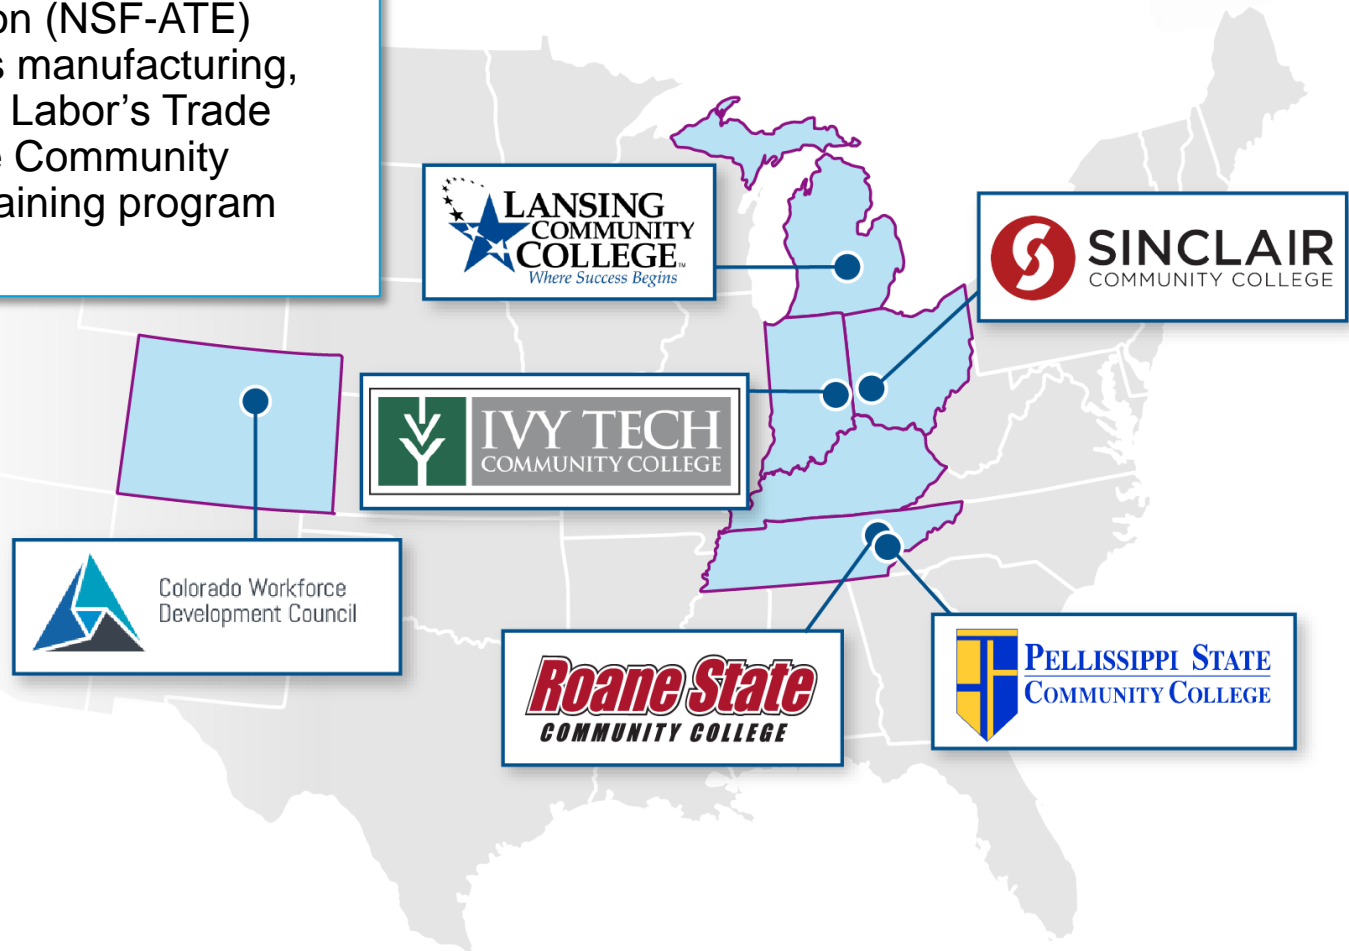 on (NSF-ATE)
s manufacturing,
Labor’s Trade
e Community
aining program
LANSING
COMMUNITY
COLLEGE™
Where Success Begins
SINCLAIR
COMMUNITY COLLEGE
IVY TECH
COMMUNITY COLLEGE
Colorado Workforce
Development Council
Roane State
COMMUNITY COLLEGE
PELLISSIPPI STATE
COMMUNITY COLLEGE